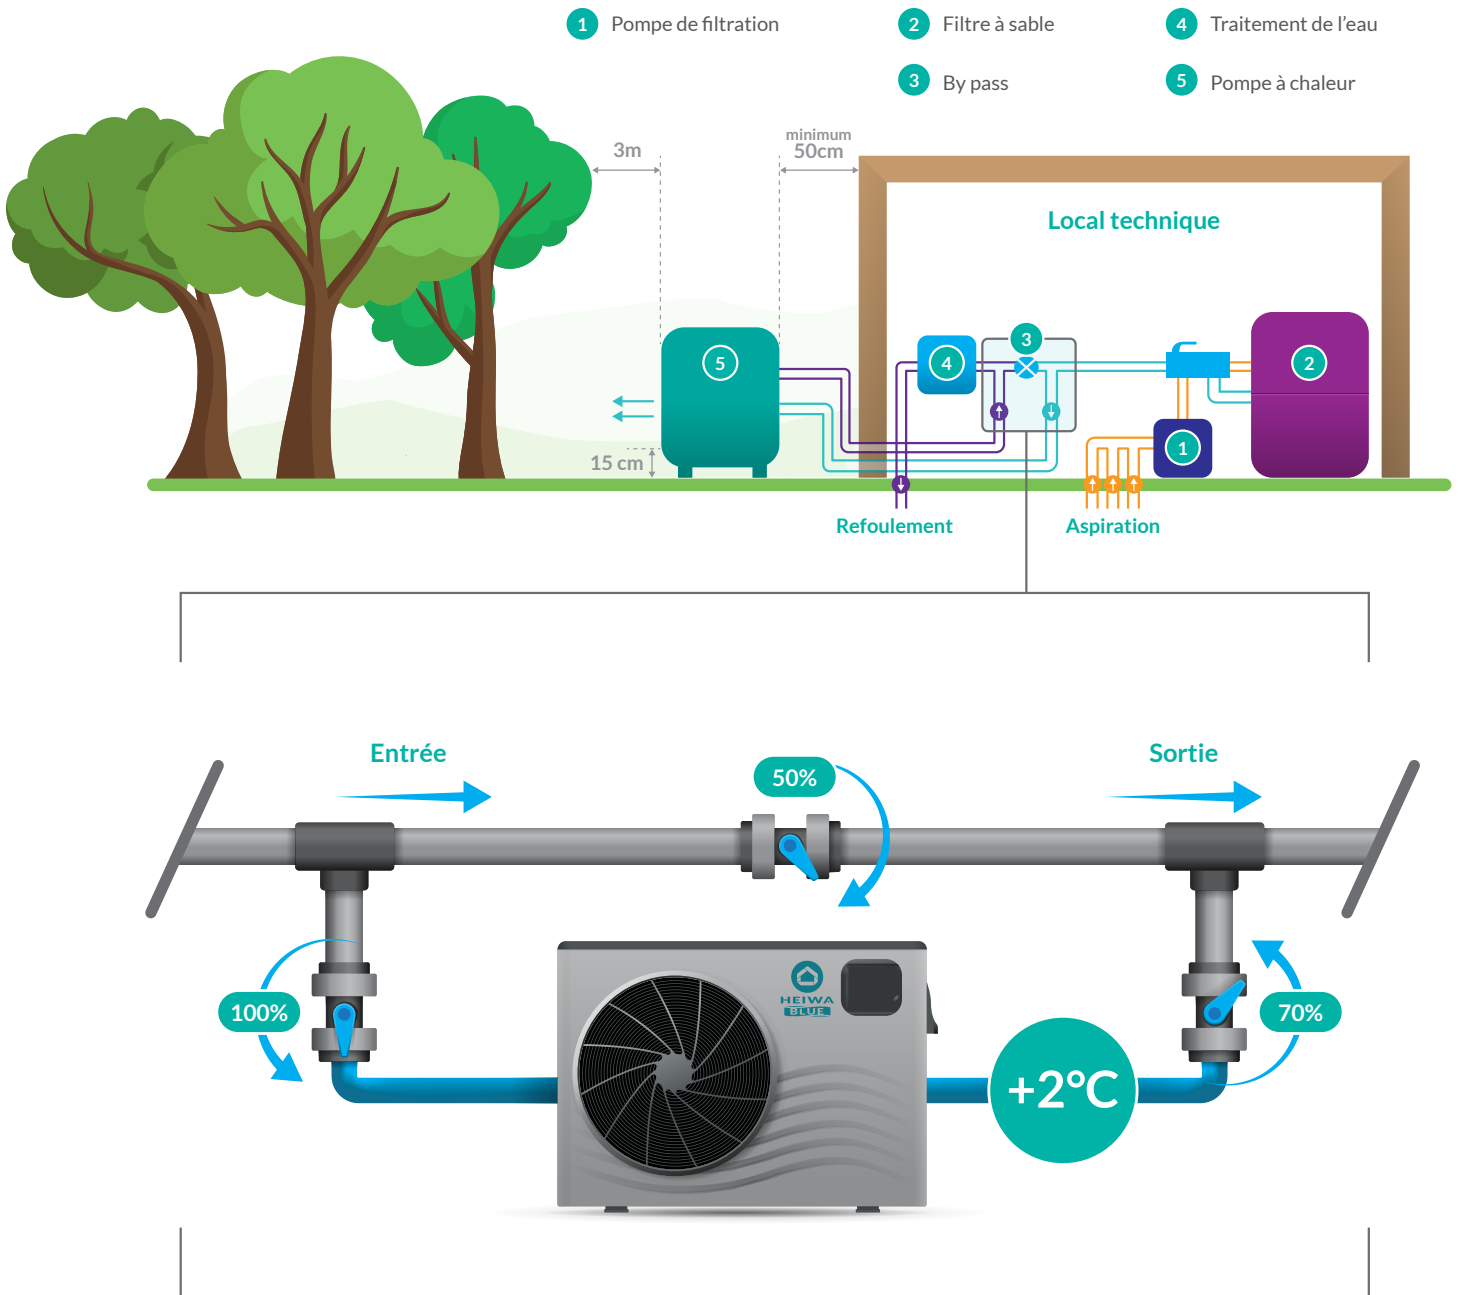 1 Pompe de filtration
2 Filtre à sable
4 Traitement de l'eau
3 By pass
5 Pompe à chaleur
3m
minimum
50cm
Local technique
5
4
3
2
1
15 cm
Refoulement
Aspiration
Entrée
50%
Sortie
100%
HEIWA
BLUE
70%
+2°C